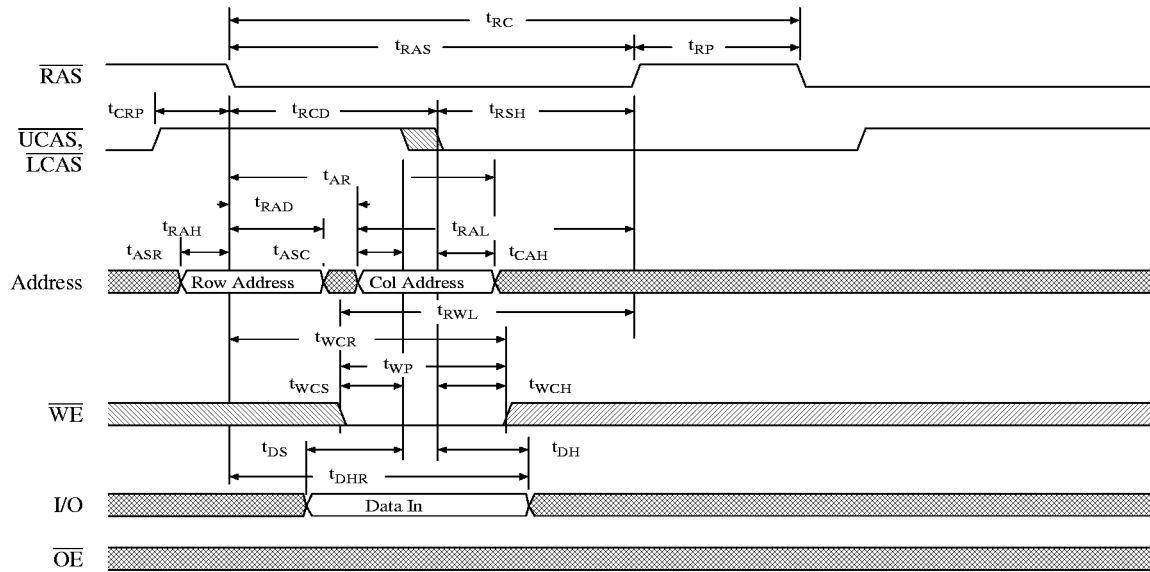 tRC
tRAS tRP
RAS
tCRP tRCD tRSH
UCAS,
LCAS
tAR
tRAD
tRAH tRAL
tASR tASC tCAH
Address Row Address Col Address
tRWL
tWCR
tWP
tWCS tWCH
WE
tDS tDH
tDHR
I/O Data In
OE